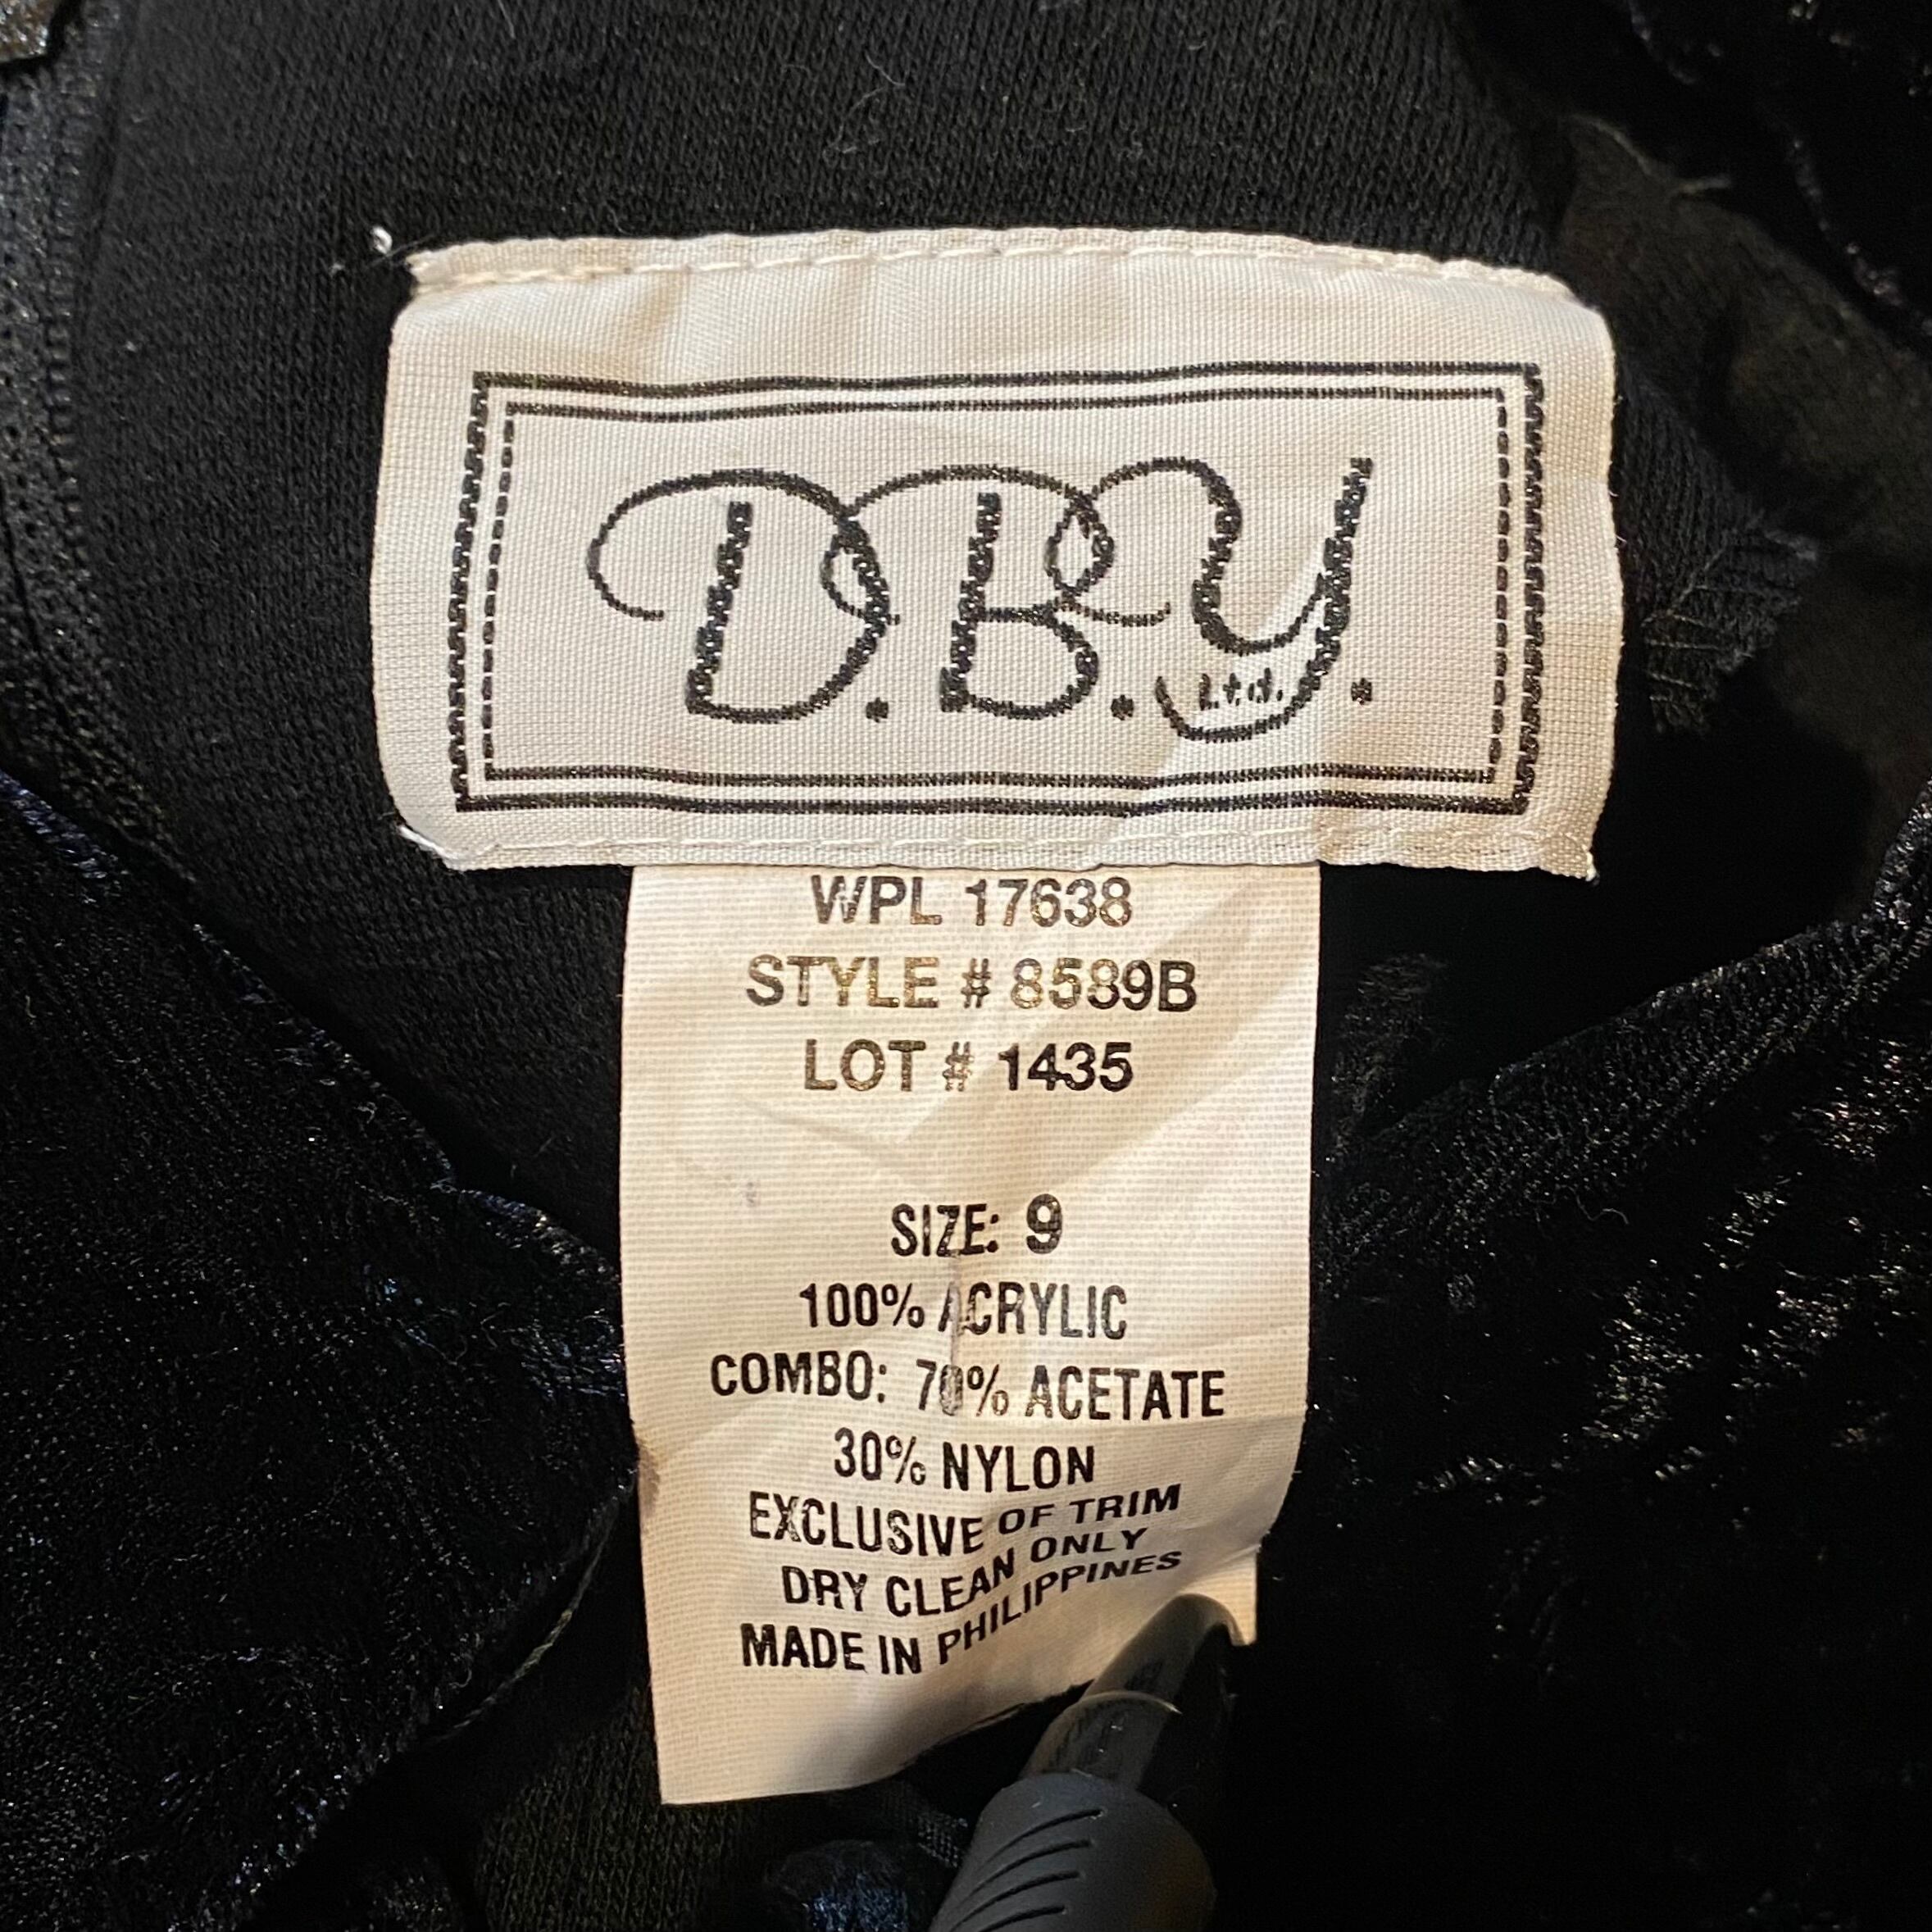 D.B.Y.
Ltd.
WPL 17638
STYLE # 8589B
LOT # 1435
SIZE: 9
100% ACRYLIC
COMBO: 70% ACETATE
30% NYLON
EXCLUSIVE OF TRIM
DRY CLEAN ONLY
MADE IN PHILIPPINES